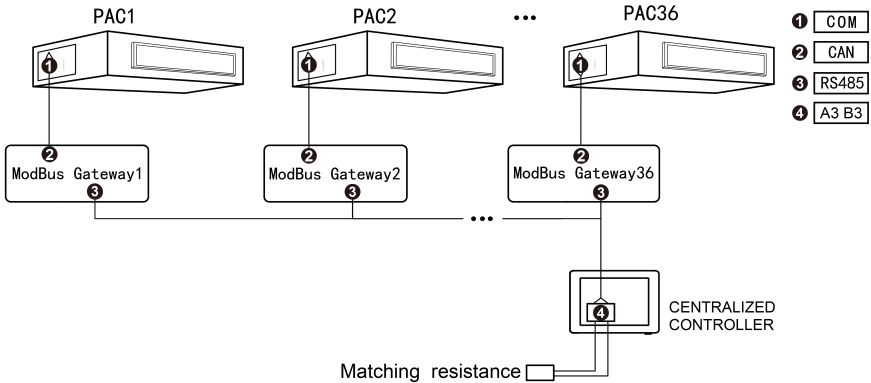 PAC1
PAC2
•••
PAC36
1 COM
2 CAN
3 RS485
4 A3 B3
1
1
1
2
2
2
ModBus Gateway1
ModBus Gateway2
ModBus Gateway36
3
3
3
•••
4
CENTRALIZED
CONTROLLER
Matching resistance